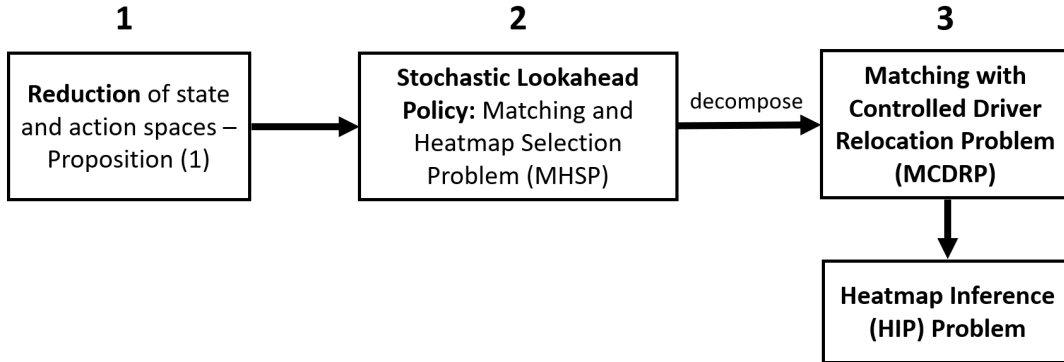 1
Reduction of state
and action spaces –
Proposition (1)
2
Stochastic Lookahead
Policy: Matching and
Heatmap Selection
Problem (MHSP)
decompose
3
Matching with
Controlled Driver
Relocation Problem
(MCDRP)
Heatmap Inference
(HIP) Problem